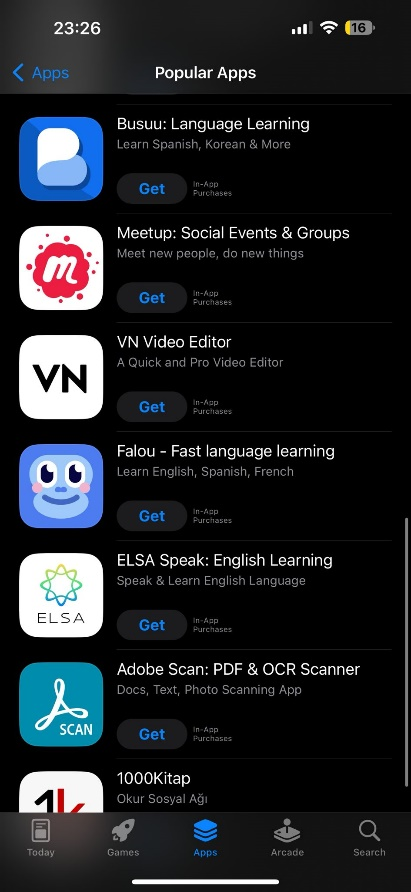 23:26
16
Apps
Popular Apps
Busuu: Language Learning
Learn Spanish, Korean & More
Get
In-App
Purchases
m
Meetup: Social Events & Groups
Meet new people, do new things
Get
In-App
Purchases
VN
VN Video Editor
A Quick and Pro Video Editor
Get
In-App
Purchases
Falou - Fast language learning
Learn English, Spanish, French
Get
In-App
Purchases
ELSA
ELSA Speak: English Learning
Speak & Learn English Language
Get
In-App
Purchases
SCAN
Adobe Scan: PDF & OCR Scanner
Docs, Text, Photo Scanning App
Get
In-App
Purchases
1k
1000Kitap
Okur Sosyal Ağı
Today
Games
Apps
Arcade
Search